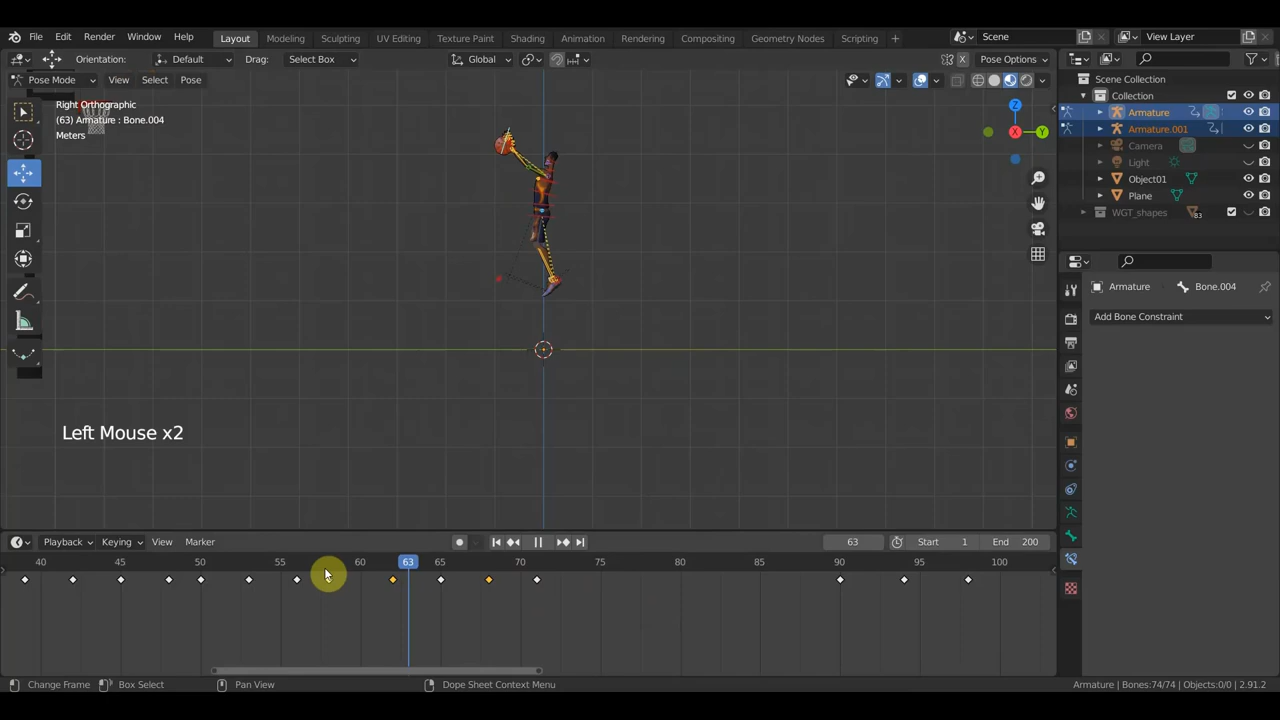 File Edit Render Window Help Layout Modeling Sculpting UV Editing Texture Paint Shading Animation Rendering Compositing Geometry Nodes Scripting + Scene View Layer
Orientation: Default Drag: Select Box Global Pose Options
Pose Mode View Select Pose
Scene Collection
Collection
Armature
Armature.001
Camera
Light
Object01
Plane
WGT_shapes 83
Right Orthographic
(63) Armature : Bone.004
Meters
Z
X Y
Armature Bone.004
Add Bone Constraint
Left Mouse x2
Playback Keying View Marker 63 Start 1 End 200
40 45 50 55 60 63 65 70 75 80 85 90 95 100
Change Frame Box Select Pan View Dope Sheet Context Menu Armature | Bones:74/74 | Objects:0/0 | 2.91.2